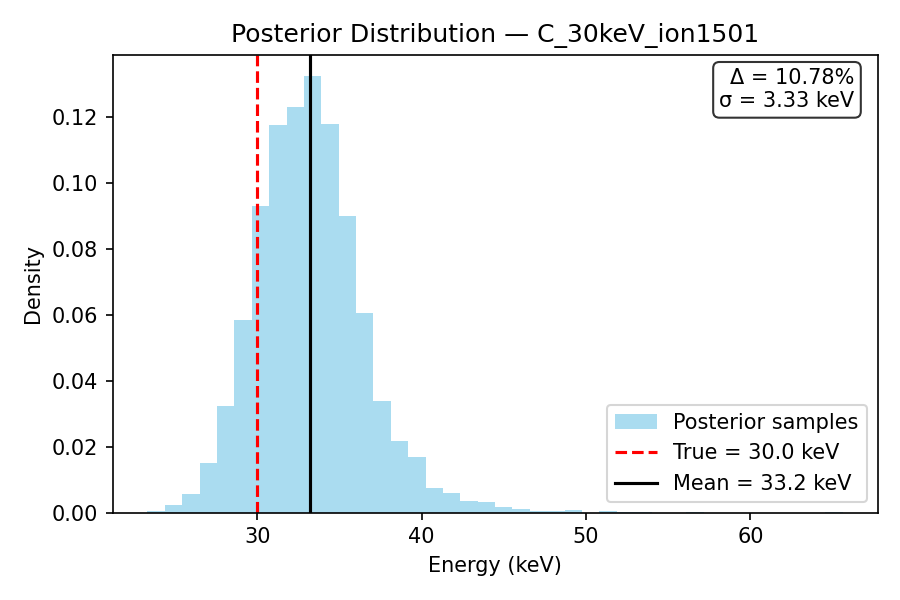 Posterior Distribution — C_30keV_ion1501
Δ = 10.78%
σ = 3.33 keV
0.12
0.10
0.08
0.06
0.04
0.02
0.00
Density
Posterior samples
True = 30.0 keV
Mean = 33.2 keV
30 40 50 60
Energy (keV)